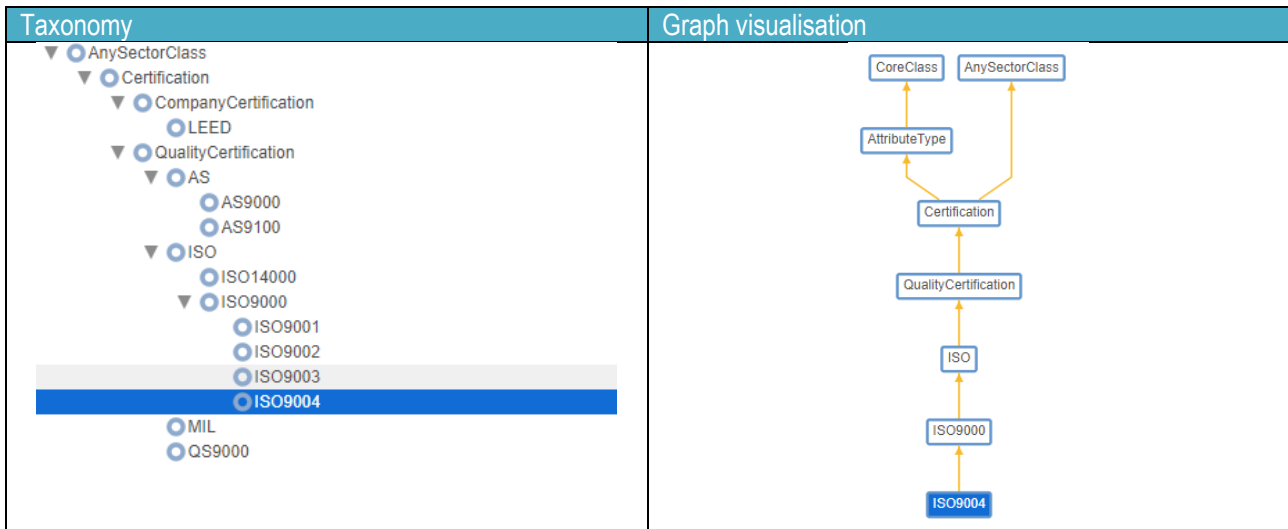 Taxonomy
AnySectorClass
Certification
CompanyCertification
LEED
QualityCertification
AS
AS9000
AS9100
ISO
ISO14000
ISO9000
ISO9001
ISO9002
ISO9003
ISO9004
MIL
QS9000
Graph visualisation
CoreClass AnySectorClass
AttributeType
Certification
QualityCertification
ISO
ISO9000
ISO9004